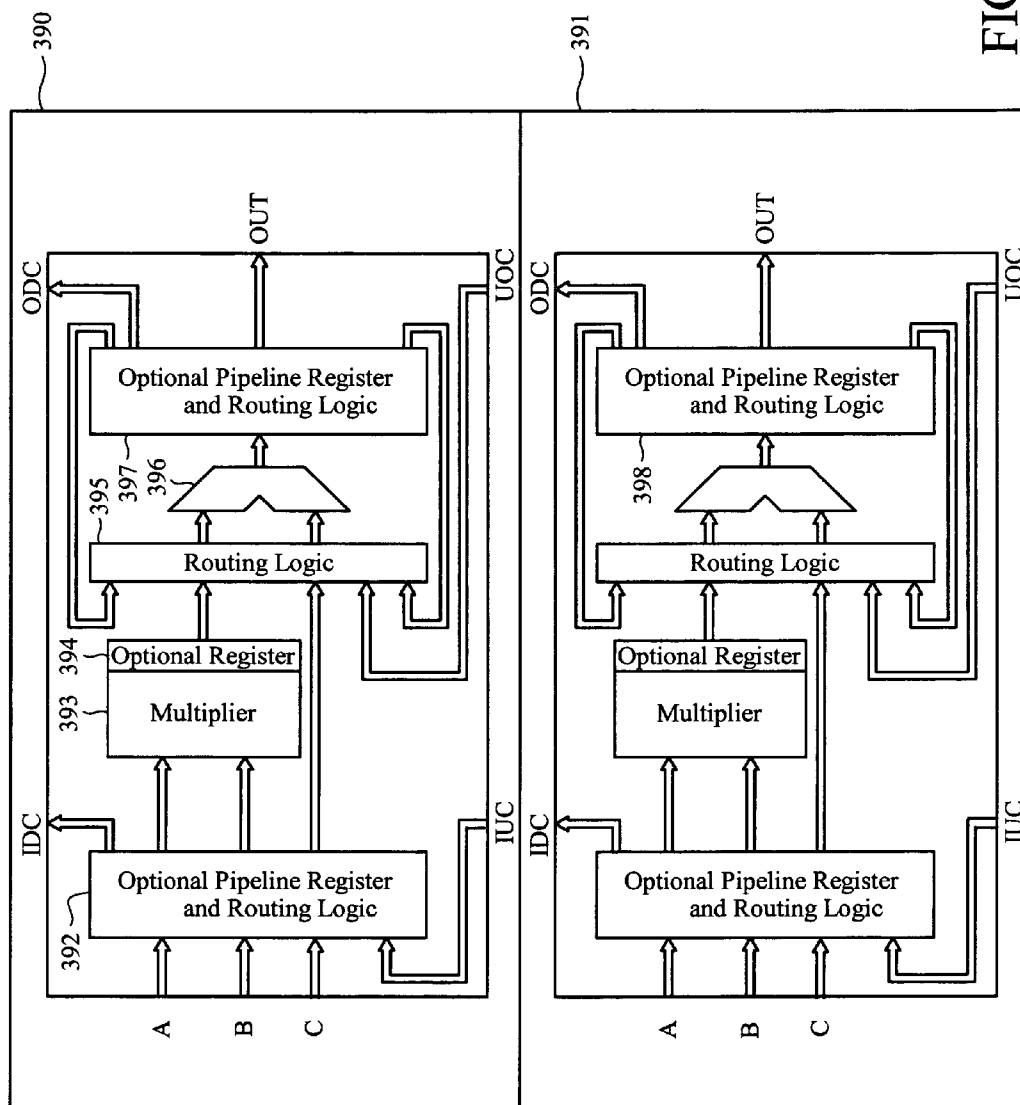 390
ODC
OUT
UOC
Optional Pipeline Register
and Routing Logic
397
396
395
Routing Logic
394
Optional Register
393
Multiplier
IDC
IUC
Optional Pipeline Register
and Routing Logic
392
A
B
C
391
ODC
OUT
UOC
Optional Pipeline Register
and Routing Logic
398
Routing Logic
Optional Register
Multiplier
IDC
IUC
Optional Pipeline Register
and Routing Logic
A
B
C
FIG